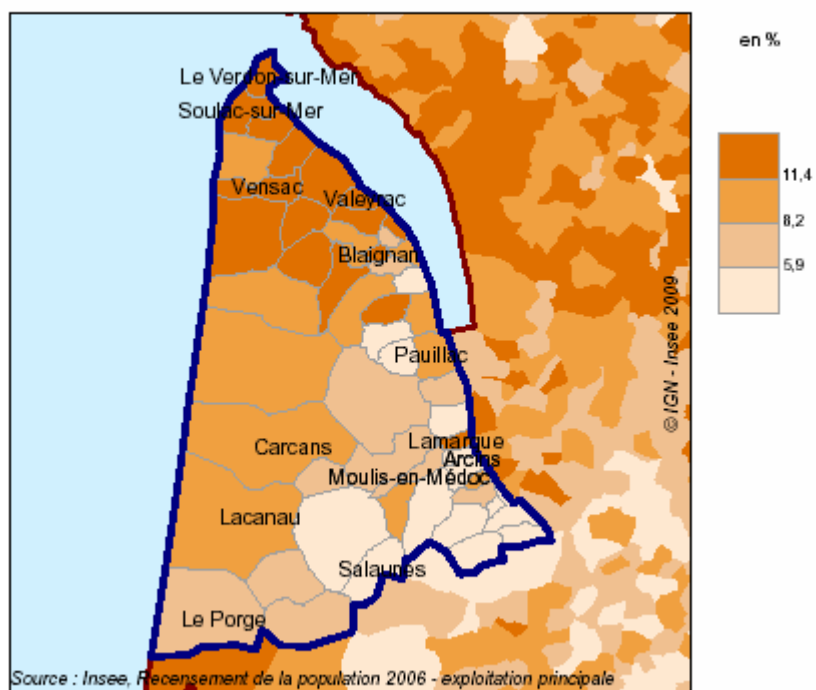 en %
Le Verdon-sur-Mer
Soulac-sur-Mer
11,4
Vensac
Valeyrac
8,2
Blaignan
5,9
© IGN - Insee 2009
Pauillac
Carcans
Lamarque
Arcins
Moulis-en-Médoc
Lacanau
Salaunes
Le Porge
Source : Insee, Recensement de la population 2006 - exploitation principale